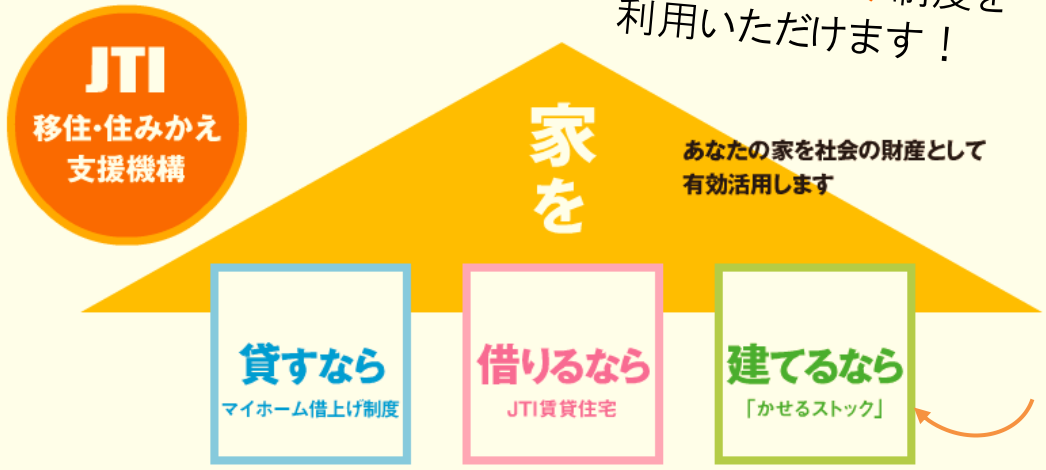 制度を
利用いただけます！
JTI
移住・住みかえ
支援機構
家を
あなたの家を社会の財産として
有効活用します
貸すなら
マイホーム借上げ制度
借りるなら
JTI賃貸住宅
建てるなら
「かせるストック」